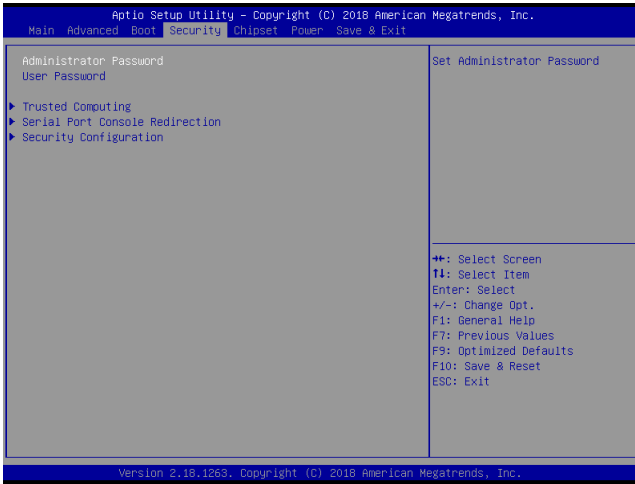 Aptio Setup Utility – Copyright (C) 2018 American Megatrends, Inc.
Main Advanced Boot Security Chipset Power Save & Exit
Administrator Password
User Password
Trusted Computing
Serial Port Console Redirection
Security Configuration
Set Administrator Password
→←: Select Screen
↑↓: Select Item
Enter: Select
+/-: Change Opt.
F1: General Help
F7: Previous Values
F9: Optimized Defaults
F10: Save & Reset
ESC: Exit
Version 2.18.1263. Copyright (C) 2018 American Megatrends, Inc.